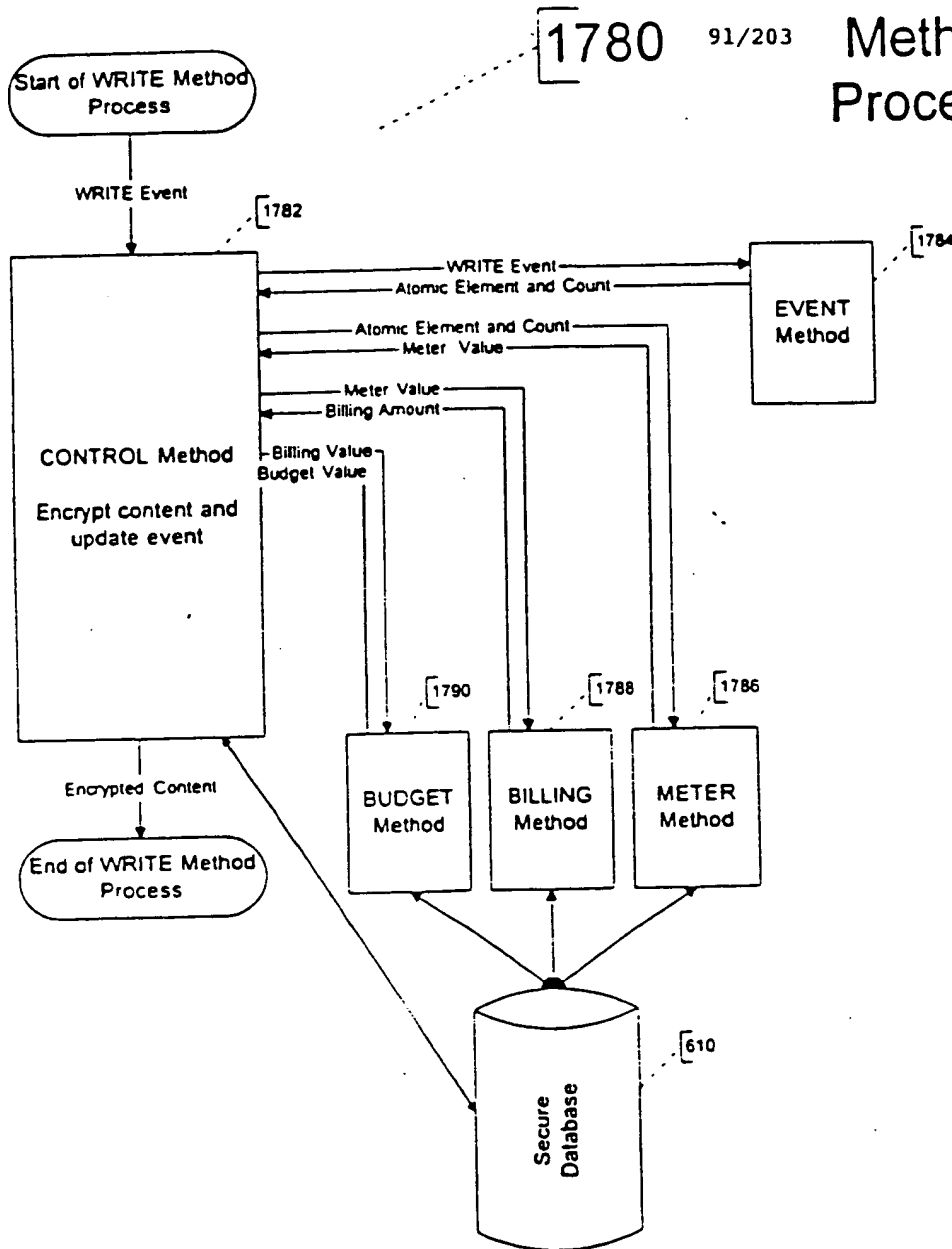 1780 91/203 Meth
Proce
Start of WRITE Method
Process
WRITE Event
1782
1784
WRITE Event
Atomic Element and Count
EVENT
Method
Atomic Element and Count
Meter Value
Meter Value
Billing Amount
Billing Value
Budget Value
CONTROL Method
Encrypt content and
update event
1790
1788
1786
Encrypted Content
BUDGET
Method
BILLING
Method
METER
Method
End of WRITE Method
Process
610
Secure
Database